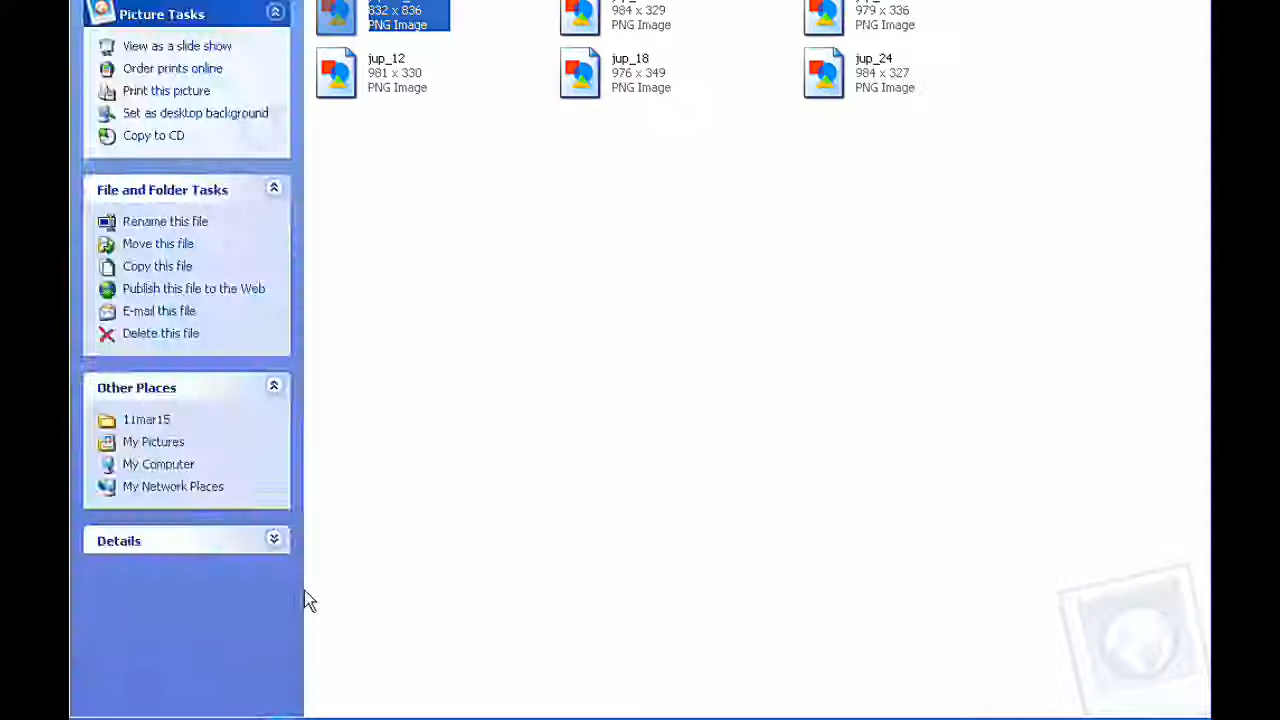 Picture Tasks
View as a slide show
Order prints online
Print this picture
Set as desktop background
Copy to CD
File and Folder Tasks
Rename this file
Move this file
Copy this file
Publish this file to the Web
E-mail this file
Delete this file
Other Places
11mar15
My Pictures
My Computer
My Network Places
Details
832 x 836
PNG Image
984 x 329
PNG Image
979 x 336
PNG Image
jup_12
981 x 330
PNG Image
jup_18
976 x 349
PNG Image
jup_24
984 x 327
PNG Image